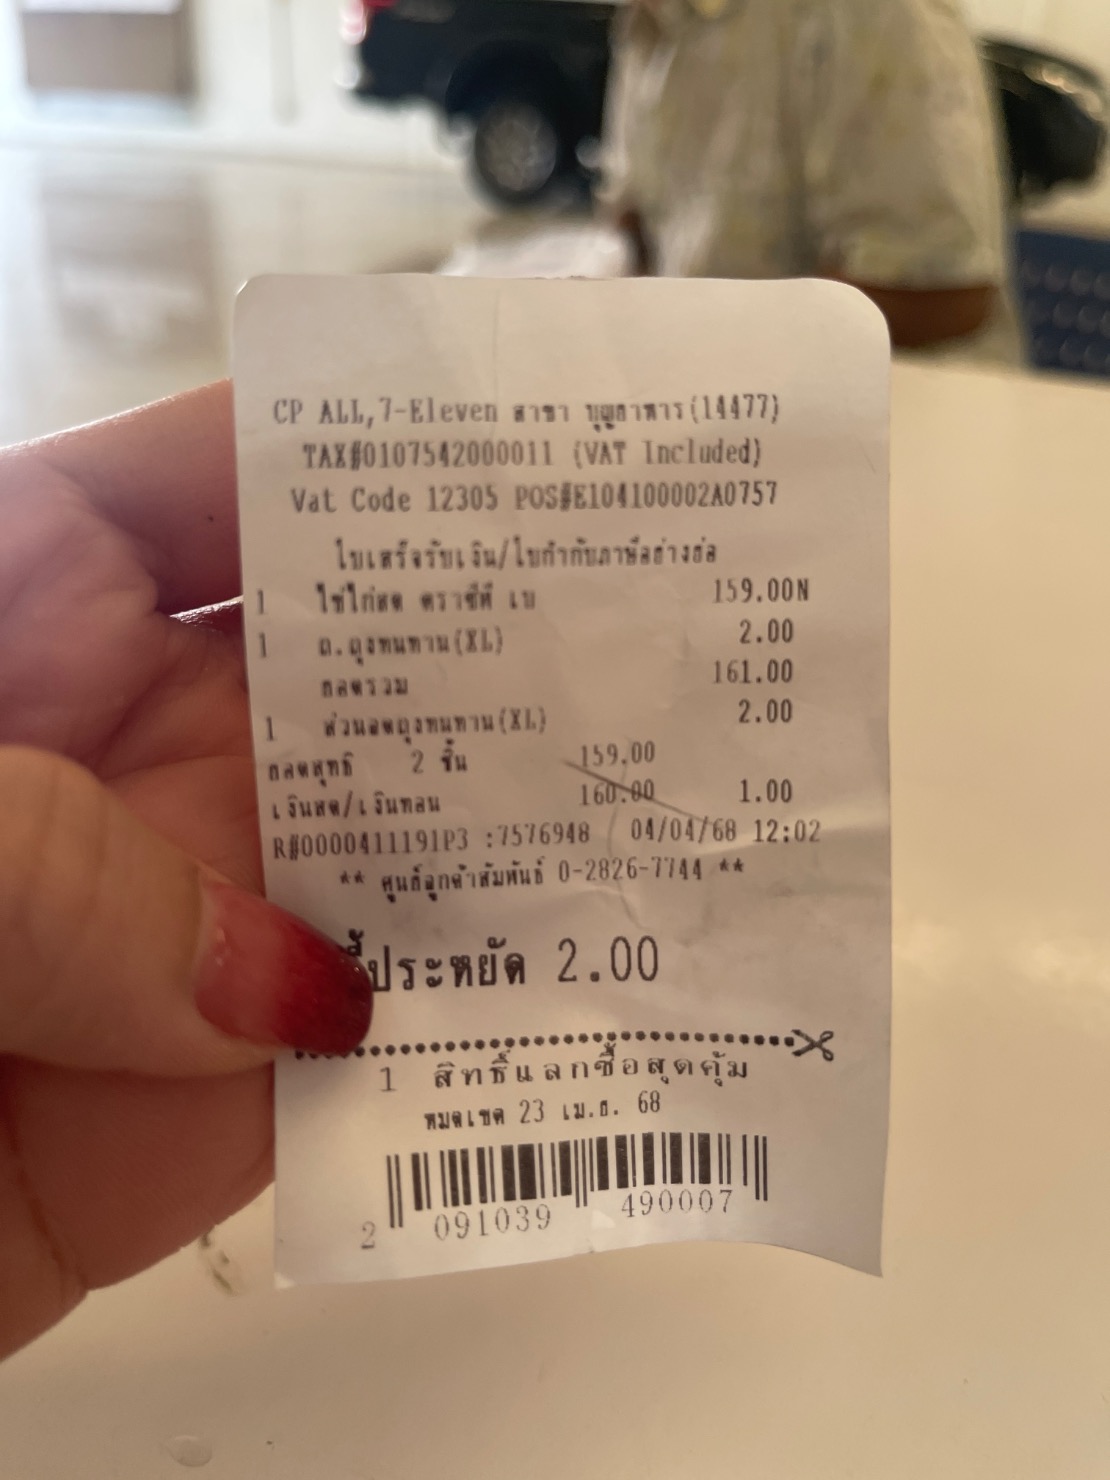 CP ALL,7-Eleven สาขา บุญธาหาร(14477)
TAX#0107542000011 (VAT Included)
Vat Code 12305 POS#E104100002A0757
ใบเสร็จรับเงิน/ใบกำกับภาษีอย่างย่อ
1 ไข่ไก่สด ตราซีพี เบ 159.00N
1 ถ.ถุงทนทาน(XL) 2.00
ยอดรวม 161.00
1 ส่วนลดถุงทนทาน(XL) 2.00
ยอดสุทธิ 2 ชิ้น 159.00
เงินสด/เงินทอน 160.00 1.00
R#0000411191P3 :7576948 04/04/68 12:02
** ศูนย์ลูกค้าสัมพันธ์ 0-2826-7744 **
ประหยัด 2.00
1 สิทธิ์แลกซื้อสุดคุ้ม
หมดเขต 23 เม.ย. 68
2 091039 490007